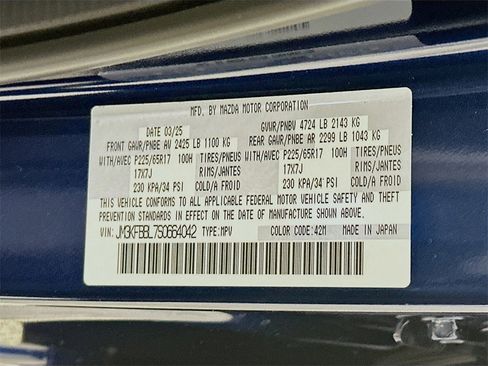 MFD. BY MAZDA MOTOR CORPORATION
DATE 03/25 GVWR/PNBV 4724 LB 2143 KG
FRONT GAWR/PNBE AV 2425 LB 1100 KG REAR GAWR/PNBE AR 2299 LB 1043 KG
WITH/AVEC P225/65R17 100H TIRES/PNEUS WITH/AVEC P225/65R17 100H TIRES/PNEUS
17X7J RIMS/JANTES 17X7J RIMS/JANTES
230 KPA/34 PSI COLD/A FROID 230 KPA/34 PSI COLD/A FROID
THIS VEHICLE CONFORMS TO ALL APPLICABLE FEDERAL MOTOR VEHICLE SAFETY AND THEFT
PREVENTION STANDARDS IN EFFECT ON THE DATE OF MANUFACTURE SHOWN ABOVE.
VIN: JM3KFBBL7S0664042 TYPE:MPV COLOR CODE:42M MADE IN JAPAN